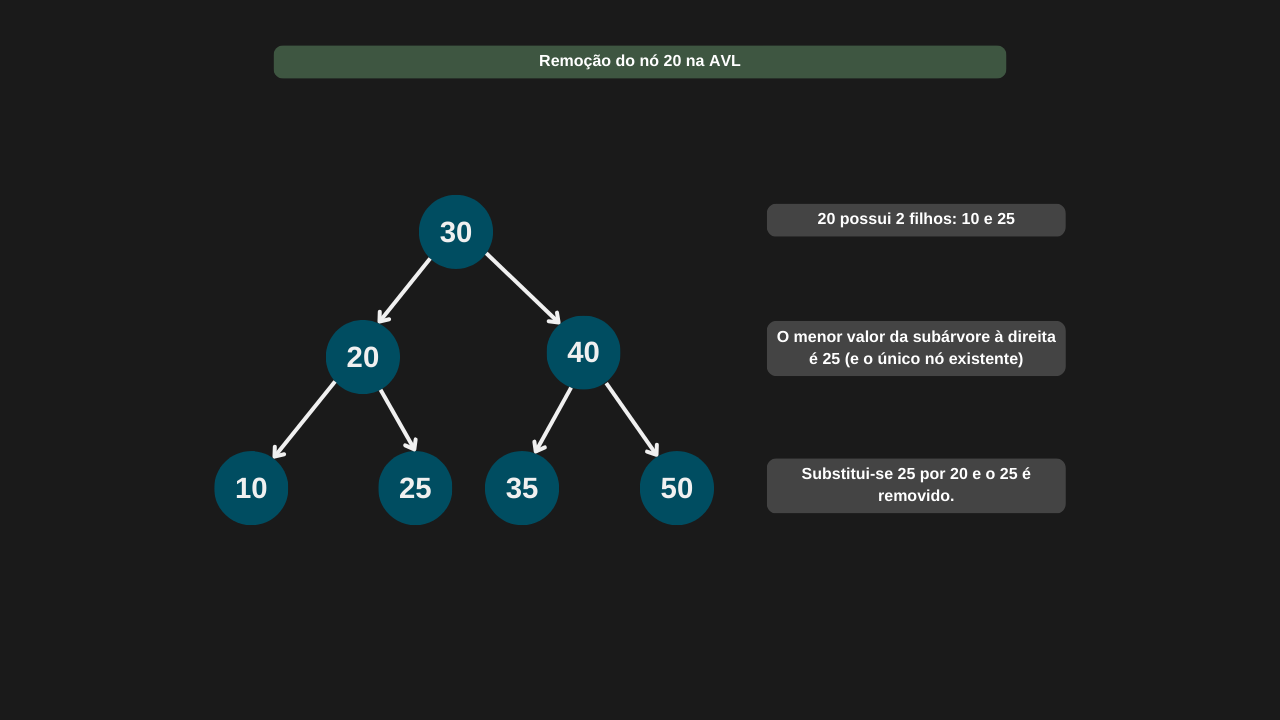 Remoção do nó 20 na AVL
30
20 possui 2 filhos: 10 e 25
20
40
O menor valor da subárvore à direita
é 25 (e o único nó existente)
10
25
35
50
Substitui-se 25 por 20 e o 25 é
removido.